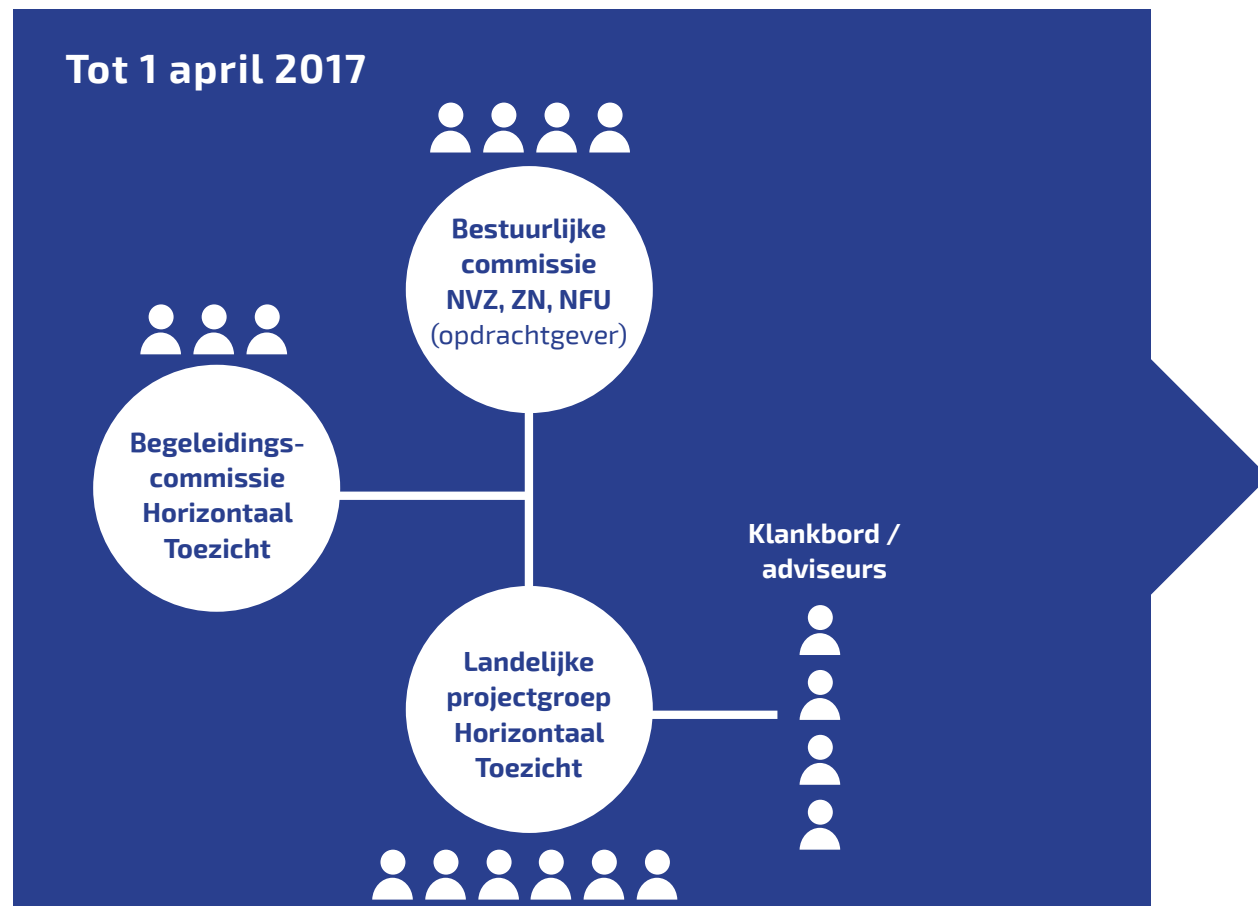 Tot 1 april 2017
Bestuurlijke
commissie
NVZ, ZN, NFU
(opdrachtgever)
Begeleidings-
commissie
Horizontaal
Toezicht
Klankbord /
adviseurs
Landelijke
projectgroep
Horizontaal
Toezicht